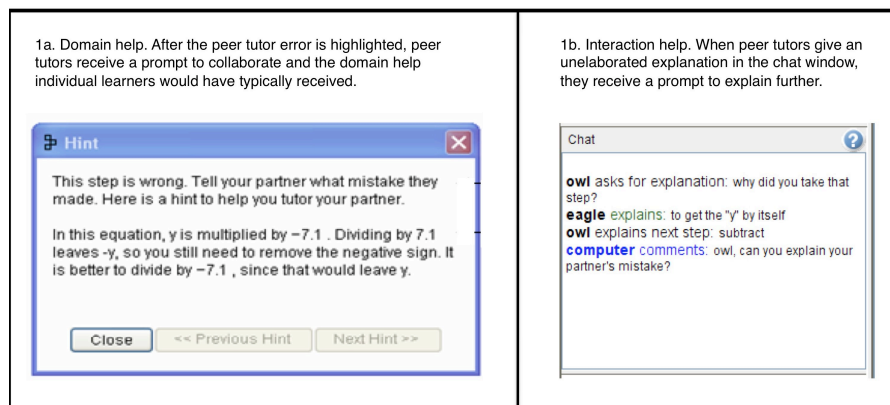 1a. Domain help. After the peer tutor error is highlighted, peer
tutors receive a prompt to collaborate and the domain help
individual learners would have typically received.
Hint
This step is wrong. Tell your partner what mistake they
made. Here is a hint to help you tutor your partner.
In this equation, y is multiplied by −7.1 . Dividing by 7.1
leaves -y, so you still need to remove the negative sign. It
is better to divide by −7.1 , since that would leave y.
Close
<< Previous Hint
Next Hint >>
1b. Interaction help. When peer tutors give an
unelaborated explanation in the chat window,
they receive a prompt to explain further.
Chat
?
owl asks for explanation: why did you take that
step?
eagle explains: to get the "y" by itself
owl explains next step: subtract
computer comments: owl, can you explain your
partner's mistake?